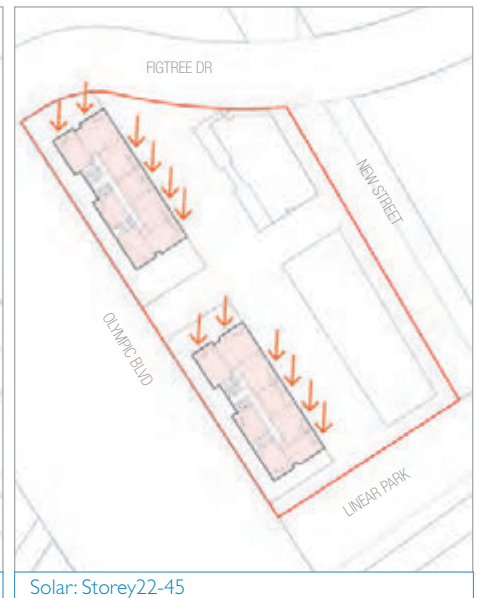 FIGTREE DR
NEW STREET
OLYMPIC BLVD
LINEAR PARK
Solar: Storey22-45